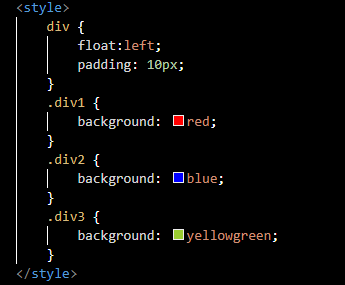 <style>
div {
float:left;
padding: 10px;
}
.div1 {
background: red;
}
.div2 {
background: blue;
}
.div3 {
background: yellowgreen;
}
</style>